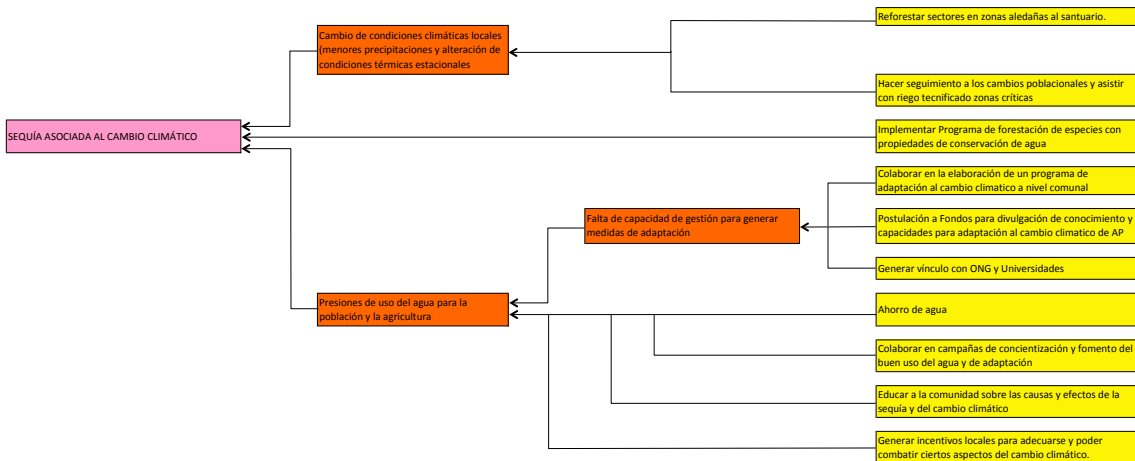 Reforestar sectores en zonas aledañas al santuario.
Cambio de condiciones climáticas locales
(menores precipitaciones y alteración de
condiciones térmicas estacionales
Hacer seguimiento a los cambios poblacionales y asistir
con riego tecnificado zonas críticas
SEQUÍA ASOCIADA AL CAMBIO CLIMÁTICO
Implementar Programa de forestación de especies con
propiedades de conservación de agua
Colaborar en la elaboración de un programa de
adaptación al cambio climatico a nivel comunal
Falta de capacidad de gestión para generar
medidas de adaptación
Postulación a Fondos para divulgación de conocimiento y
capacidades para adaptación al cambio climatico de AP
Generar vínculo con ONG y Universidades
Presiones de uso del agua para la
población y la agricultura
Ahorro de agua
Colaborar en campañas de concientización y fomento del
buen uso del agua y de adaptación
Educar a la comunidad sobre las causas y efectos de la
sequía y del cambio climático
Generar incentivos locales para adecuarse y poder
combatir ciertos aspectos del cambio climático.